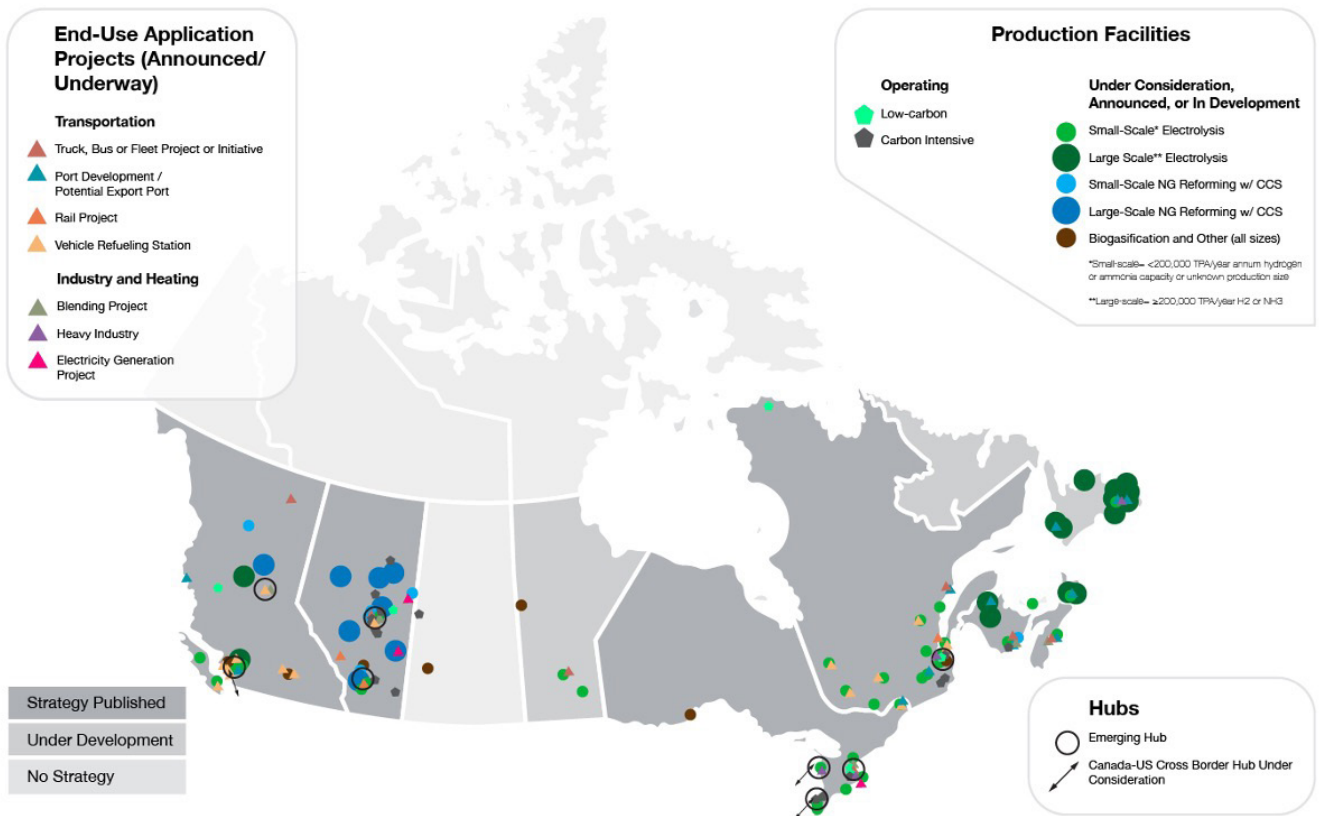 End-Use Application
Projects (Announced/
Underway)
Transportation
Truck, Bus or Fleet Project or Initiative
Port Development /
Potential Export Port
Rail Project
Vehicle Refueling Station
Industry and Heating
Blending Project
Heavy Industry
Electricity Generation
Project
Production Facilities
Operating
Low-carbon
Carbon Intensive
Under Consideration,
Announced, or In Development
Small-Scale* Electrolysis
Large Scale** Electrolysis
Small-Scale NG Reforming w/ CCS
Large-Scale NG Reforming w/ CCS
Biogasification and Other (all sizes)
*Small-scale= <200,000 TPA/year annum hydrogen
or ammonia capacity or unknown production size
**Large-scale= ≥200,000 TPA/year H2 or NH3
Strategy Published
Under Development
No Strategy
Hubs
Emerging Hub
Canada-US Cross Border Hub Under
Consideration